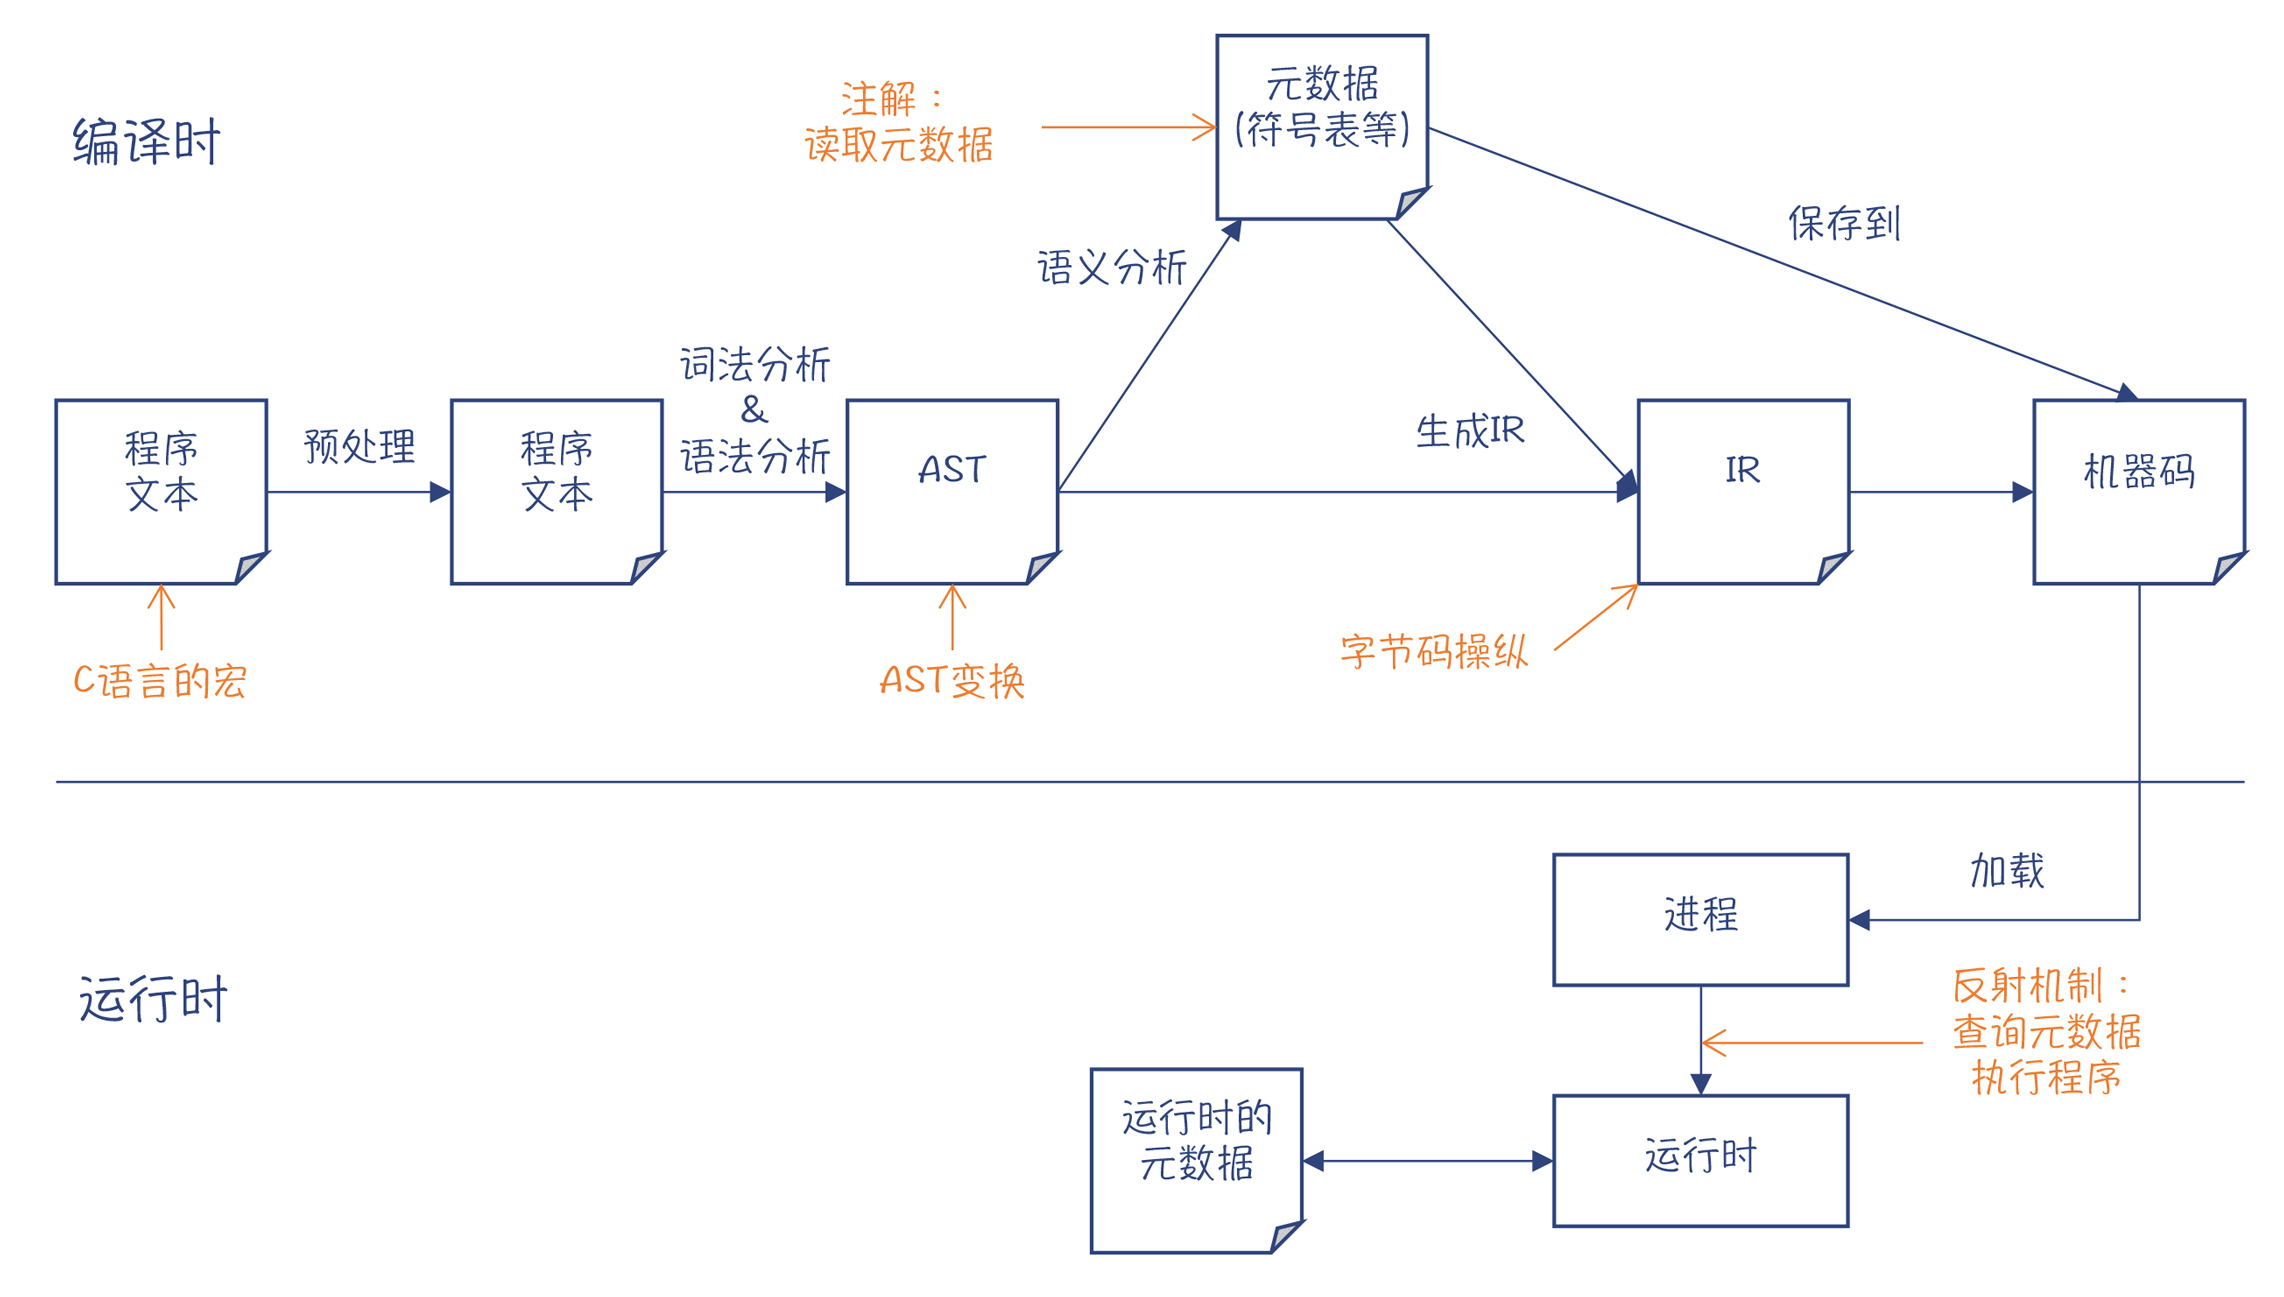 元数据
(符号表等)
注解：
读取元数据
编译时
保存到
语义分析
词法分析
&
语法分析
程序
文本
预处理
程序
文本
AST
生成IR
IR
机器码
C语言的宏
AST变换
字节码操纵
进程
加载
运行时
反射机制：
查询元数据
执行程序
运行时的
元数据
运行时